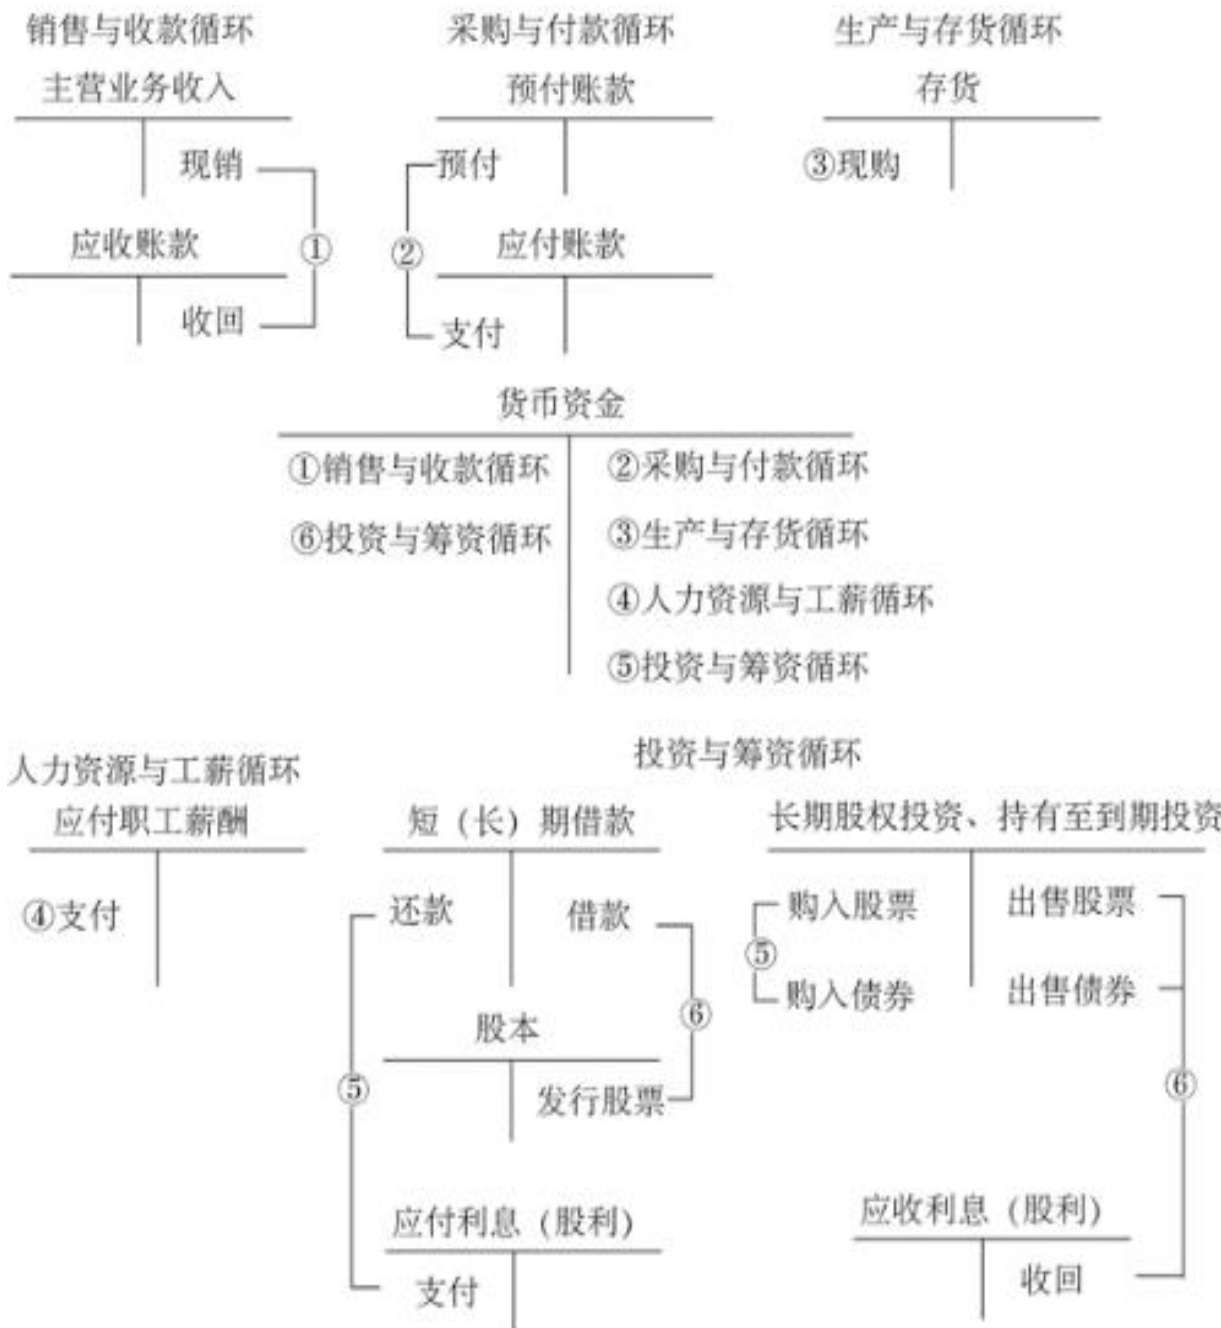 销售与收款循环
采购与付款循环
生产与存货循环
主营业务收入
预付账款
存货
现销
预付
③现购
应收账款
①
②
应付账款
收回
支付
货币资金
①销售与收款循环
②采购与付款循环
⑥投资与筹资循环
③生产与存货循环
④人力资源与工薪循环
⑤投资与筹资循环
人力资源与工薪循环
投资与筹资循环
应付职工薪酬
短（长）期借款
长期股权投资、持有至到期投资
④支付
还款
借款
购入股票
出售股票
⑤
购入债券
出售债券
⑥
股本
⑤
发行股票
⑥
应付利息（股利）
应收利息（股利）
支付
收回